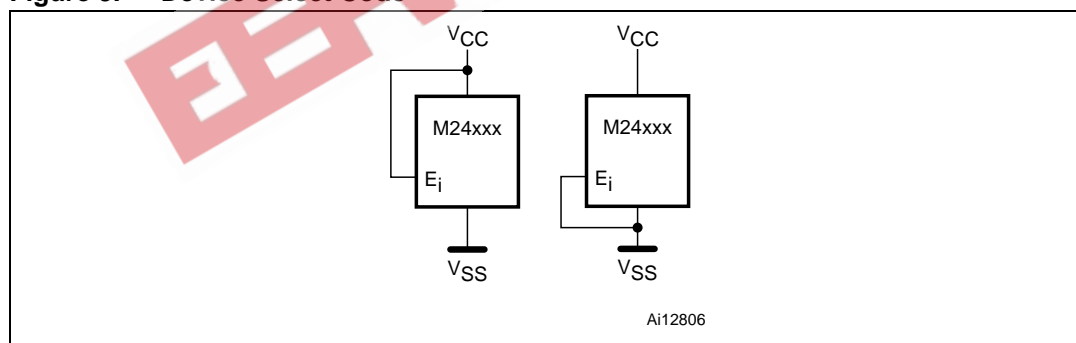 VCC VCC
M24xxx M24xxx
Ei Ei
VSS VSS
Ai12806